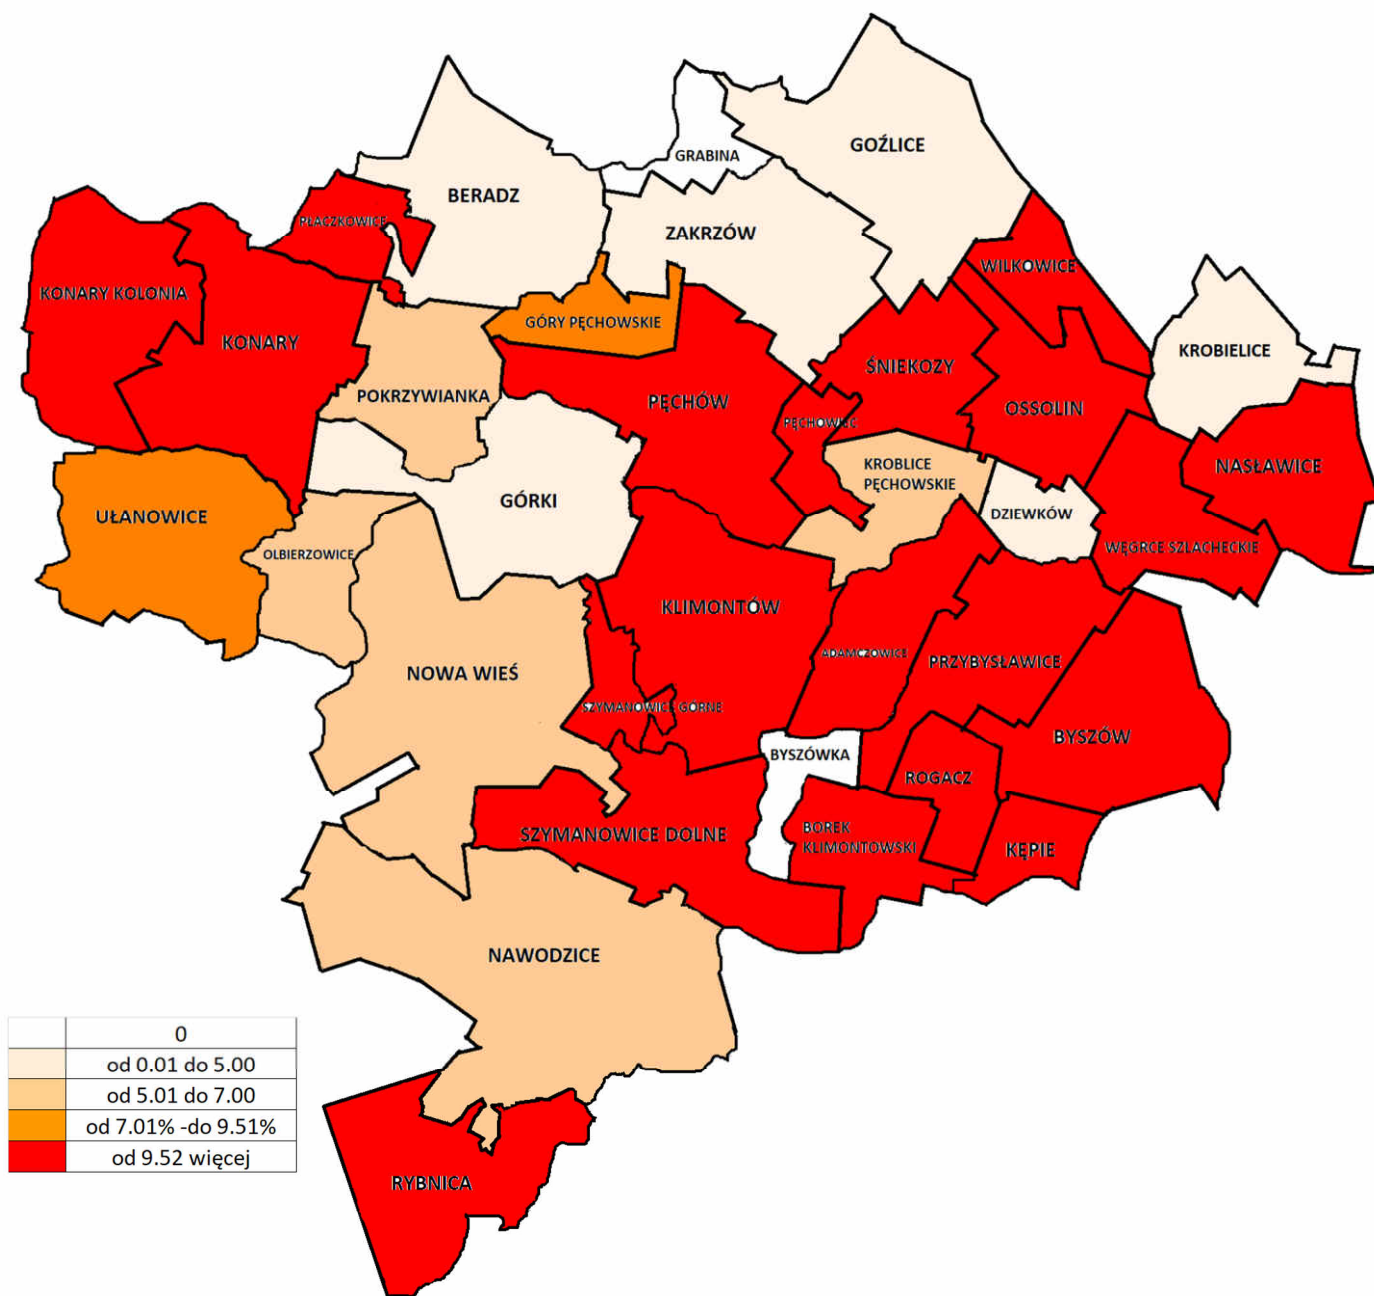 GOŹLICE
GRABINA
BERADZ
ZAKRZÓW
PŁACZKOWICE
WILKOWICE
KONARY KOLONIA
GÓRY PĘCHOWSKIE
KONARY
KROBIELICE
ŚNIEKOZY
POKRZYWIANKA
PĘCHÓW
OSSOLIN
PĘCHOWIEC
NASŁAWICE
KROBLICE
PĘCHOWSKIE
GÓRKI
UŁANOWICE
DZIEWKÓW
WĘGRCE SZLACHECKIE
OLBIERZOWICE
KLIMONTÓW
ADAMCZOWICE
PRZYBYSŁAWICE
NOWA WIEŚ
SZYMANOWICE GÓRNE
BYSZÓW
BYSZÓWKA
ROGACZ
SZYMANOWICE DOLNE
BOREK
KLIMONTOWSKI
KĘPIE
NAWODZICE
0
od 0.01 do 5.00
od 5.01 do 7.00
od 7.01% -do 9.51%
od 9.52 więcej
RYBNICA